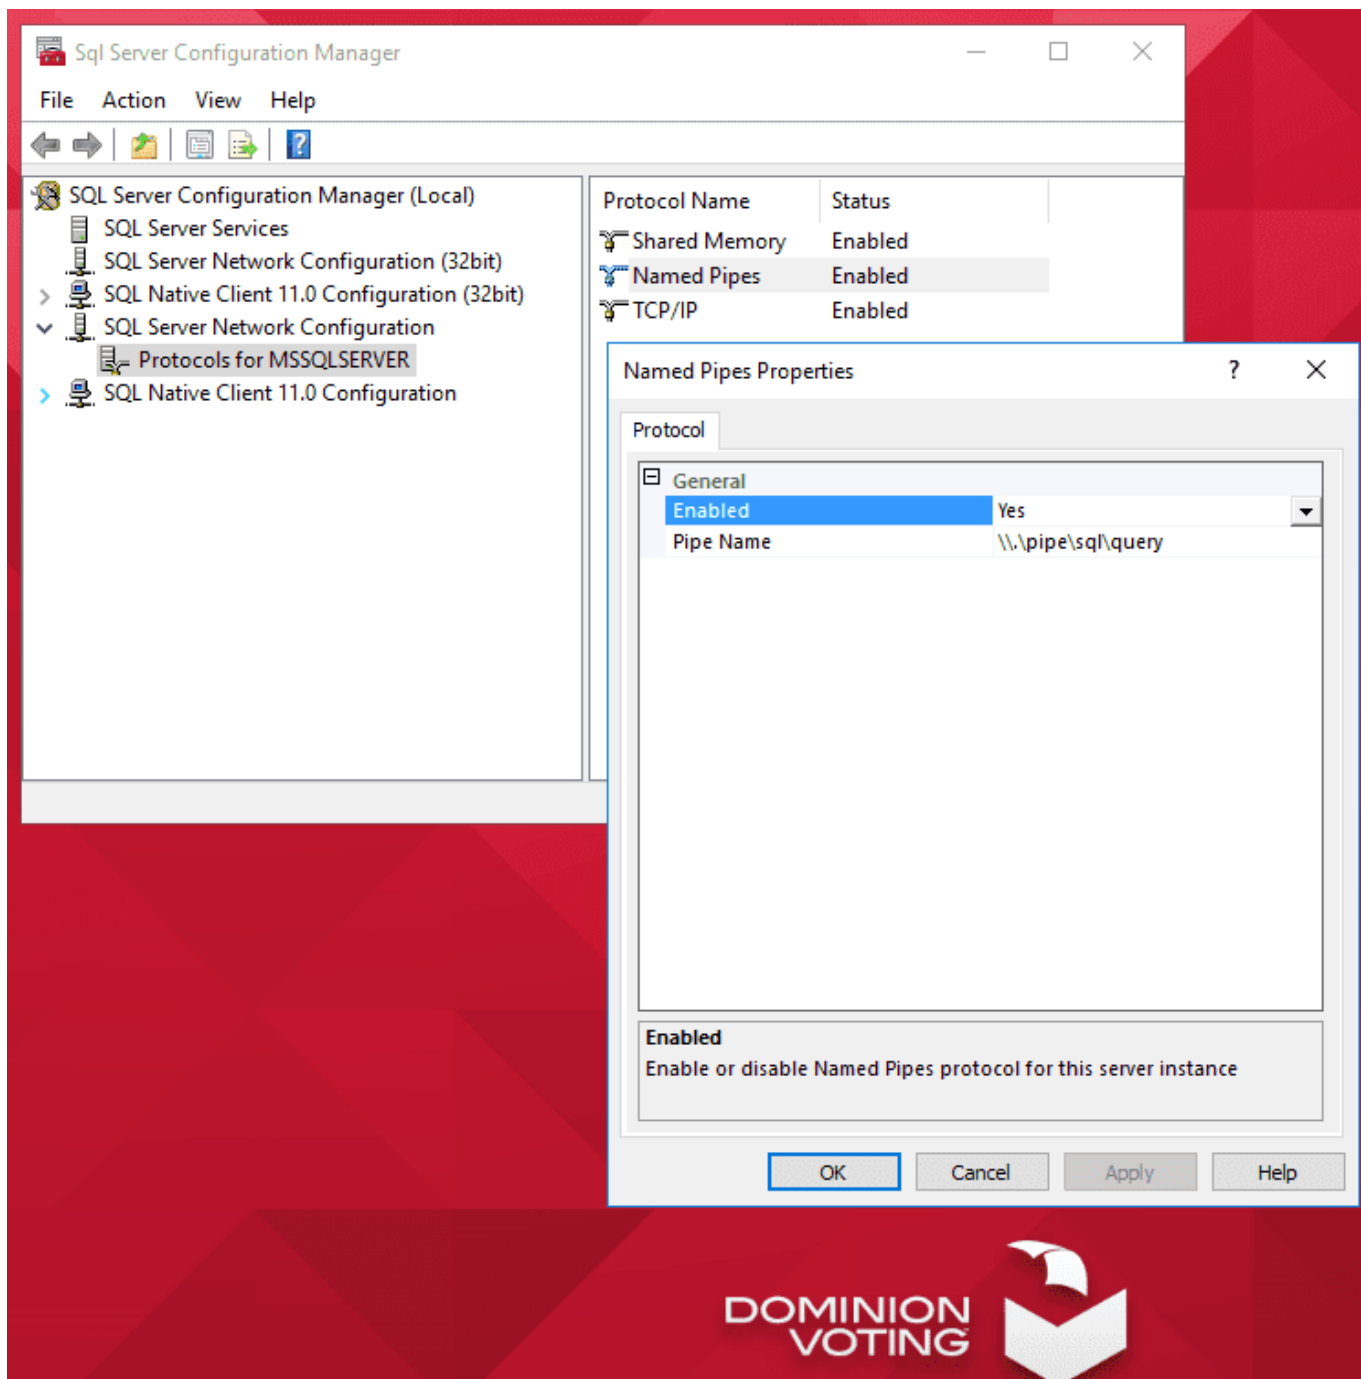 Sql Server Configuration Manager
File Action View Help
SQL Server Configuration Manager (Local)
SQL Server Services
SQL Server Network Configuration (32bit)
SQL Native Client 11.0 Configuration (32bit)
SQL Server Network Configuration
Protocols for MSSQLSERVER
SQL Native Client 11.0 Configuration
Protocol Name Status
Shared Memory Enabled
Named Pipes Enabled
TCP/IP Enabled
Named Pipes Properties ?
Protocol
General
Enabled Yes
Pipe Name \\.\pipe\sql\query
Enabled
Enable or disable Named Pipes protocol for this server instance
OK Cancel Apply Help
DOMINION
VOTING